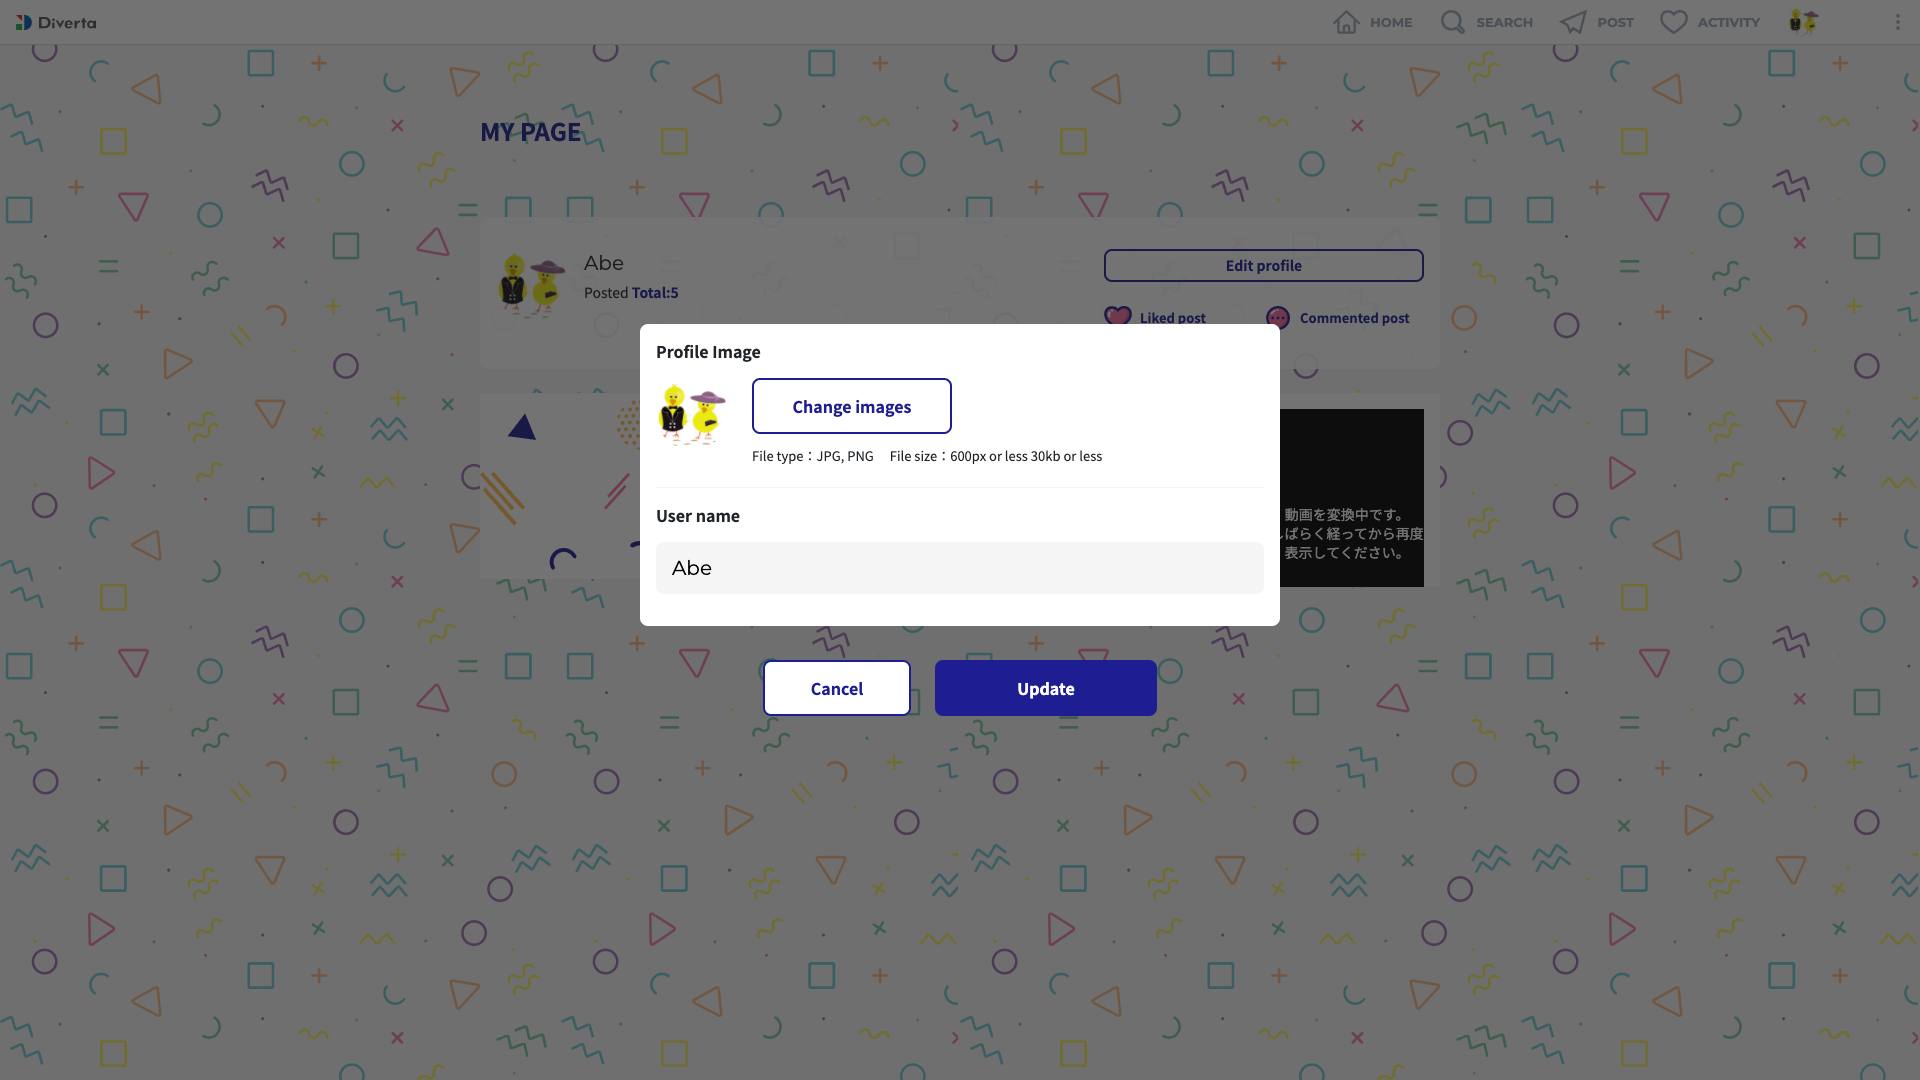 Diverta
HOME
SEARCH
POST
ACTIVITY
MY PAGE
Abe
Posted Total:5
Edit profile
Liked post
Commented post
Profile Image
Change images
File type：JPG, PNG File size：600px or less 30kb or less
User name
Abe
動画を変換中です。
ばらく経ってから再度
表示してください。
Cancel
Update